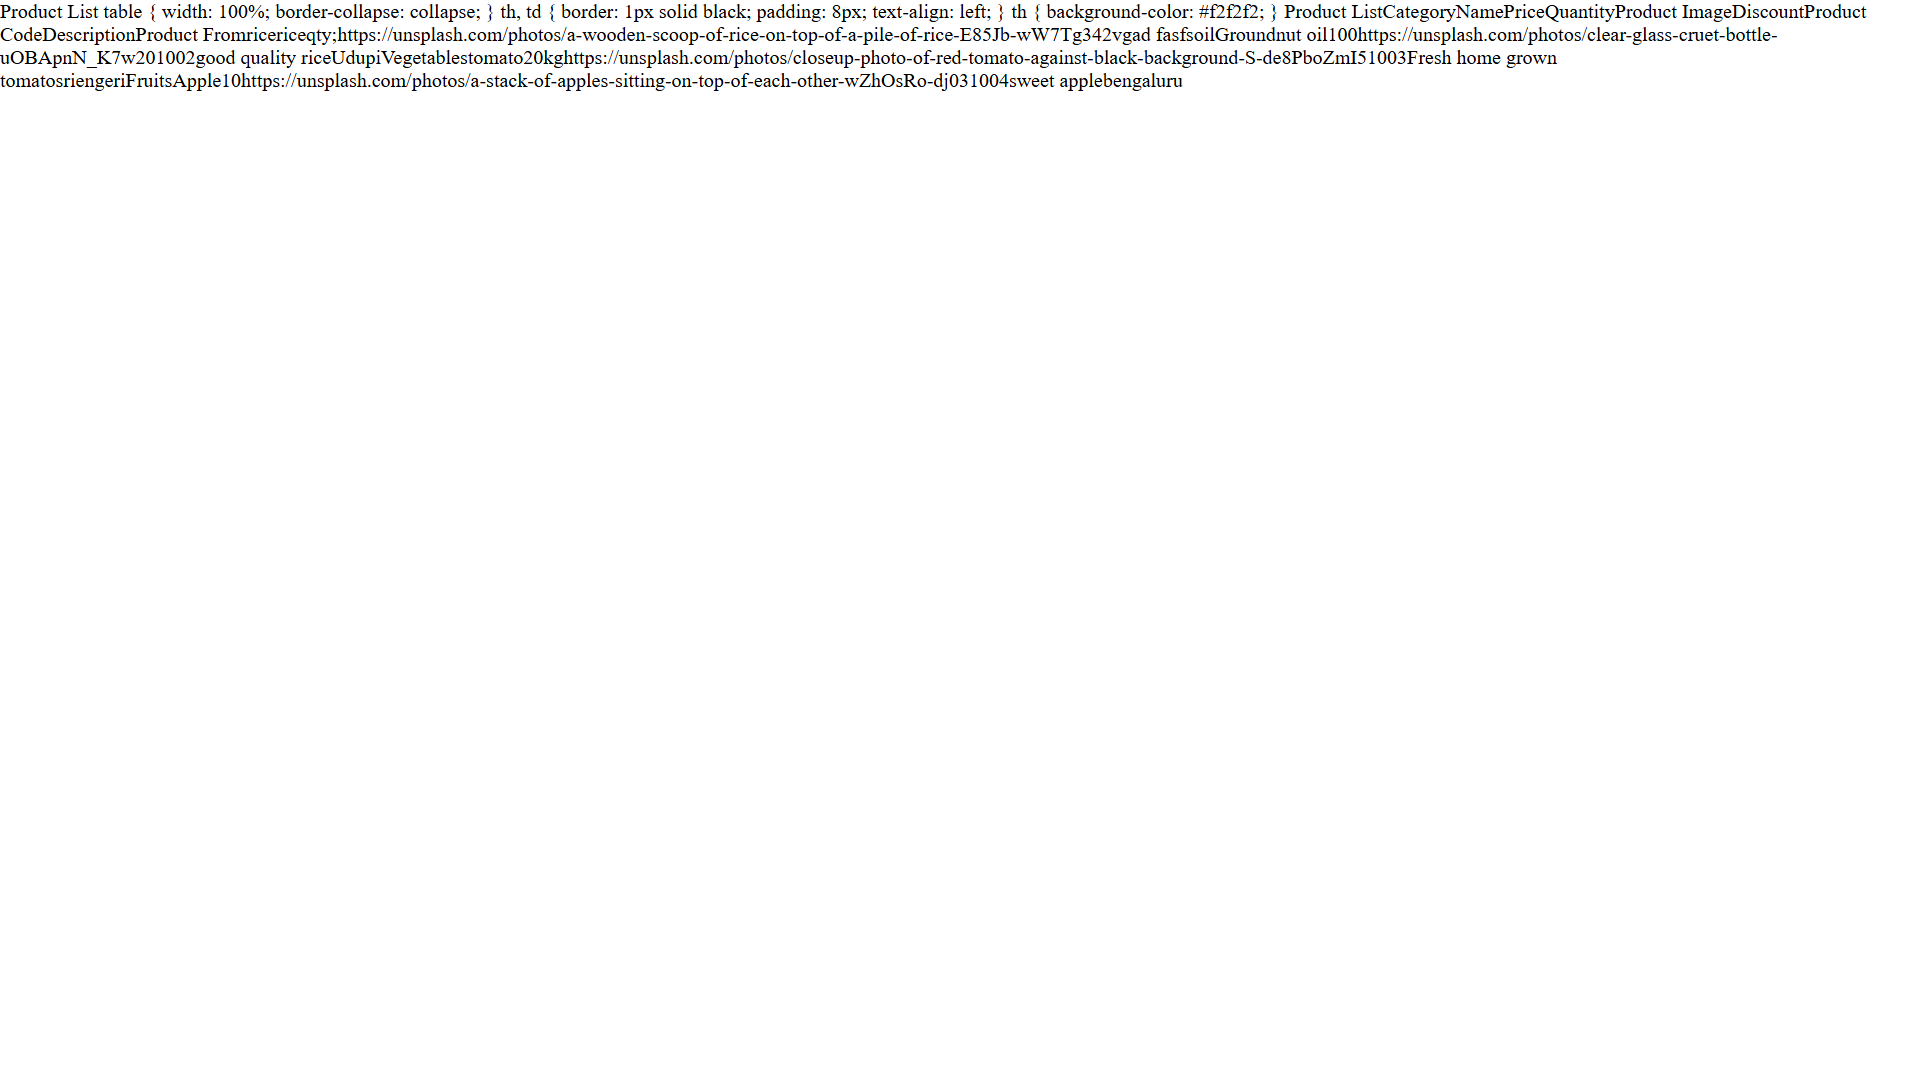 Product List table { width: 100%; border-collapse: collapse; } th, td { border: 1px solid black; padding: 8px; text-align: left; } th { background-color: #f2f2f2; } Product ListCategoryNamePriceQuantityProduct ImageDiscountProduct
CodeDescriptionProduct Fromricericeqty;https://unsplash.com/photos/a-wooden-scoop-of-rice-on-top-of-a-pile-of-rice-E85Jb-wW7Tg342vgad fasfsoilGroundnut oil100https://unsplash.com/photos/clear-glass-cruet-bottle-
uOBApnN_K7w201002good quality riceUdupiVegetablestomato20kghttps://unsplash.com/photos/closeup-photo-of-red-tomato-against-black-background-S-de8PboZmI51003Fresh home grown
tomatosriengeriFruitsApple10https://unsplash.com/photos/a-stack-of-apples-sitting-on-top-of-each-other-wZhOsRo-dj031004sweet applebengaluru